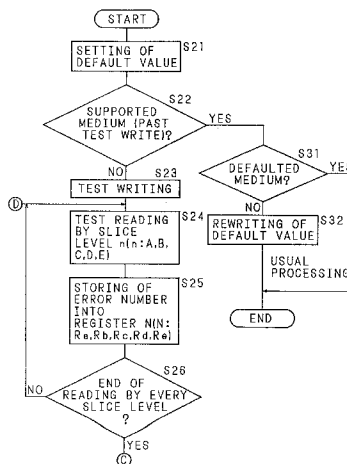 START
SETTING OF
DEFAULT VALUE
S21
S22
SUPPORTED
MEDIUM (PAST
TEST WRITE)?
YES
NO
S31
DEFAULTED
MEDIUM?
YES
NO
S23
TEST WRITING
D
S24
TEST READING
BY SLICE
LEVEL n(n:A,B,
C,D,E)
S32
REWRITING OF
DEFAULT VALUE
USUAL
PROCESSING
END
S25
STORING OF
ERROR NUMBER
INTO
REGISTER N(N:
Ra,Rb,Rc,Rd,Re)
S26
NO
END OF
READING BY EVERY
SLICE LEVEL
?
YES
C